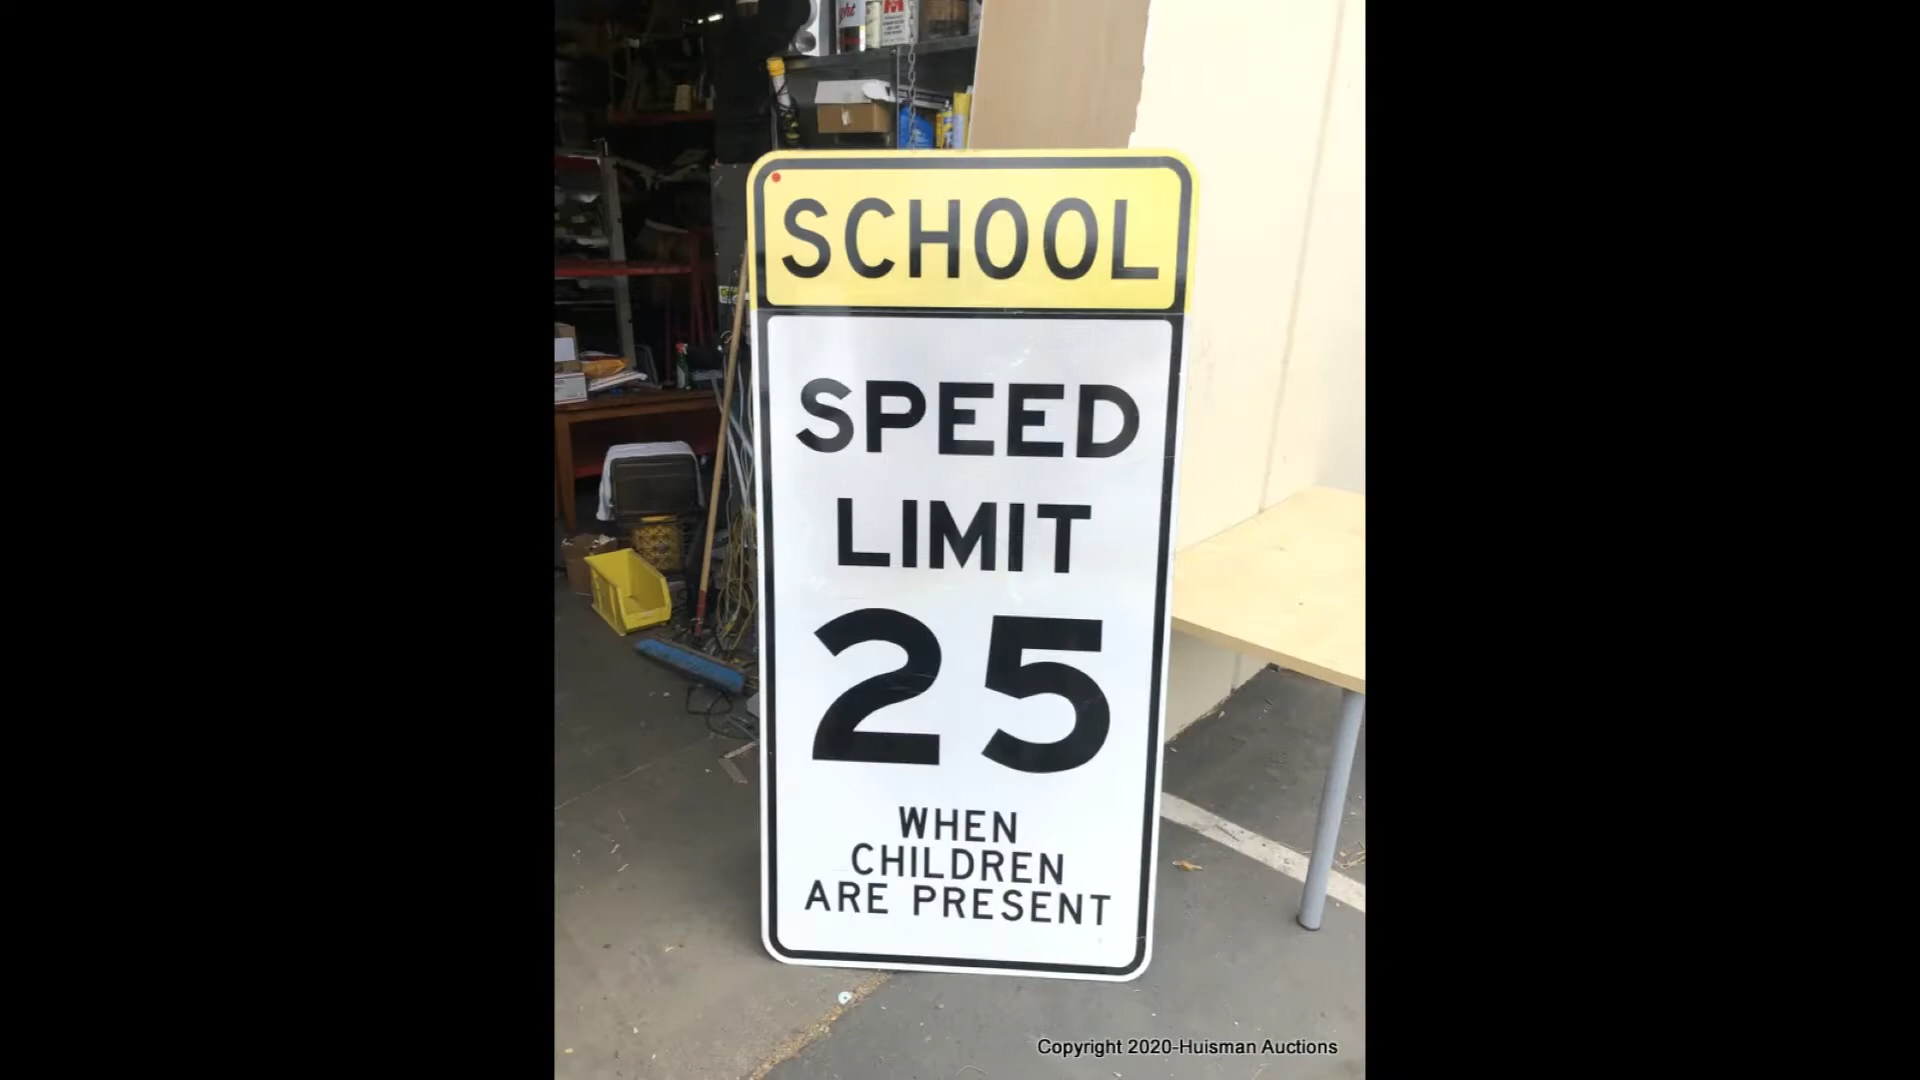 SCHOOL
SPEED
LIMIT
25
WHEN
CHILDREN
ARE PRESENT
Copyright 2020-Huisman Auctions